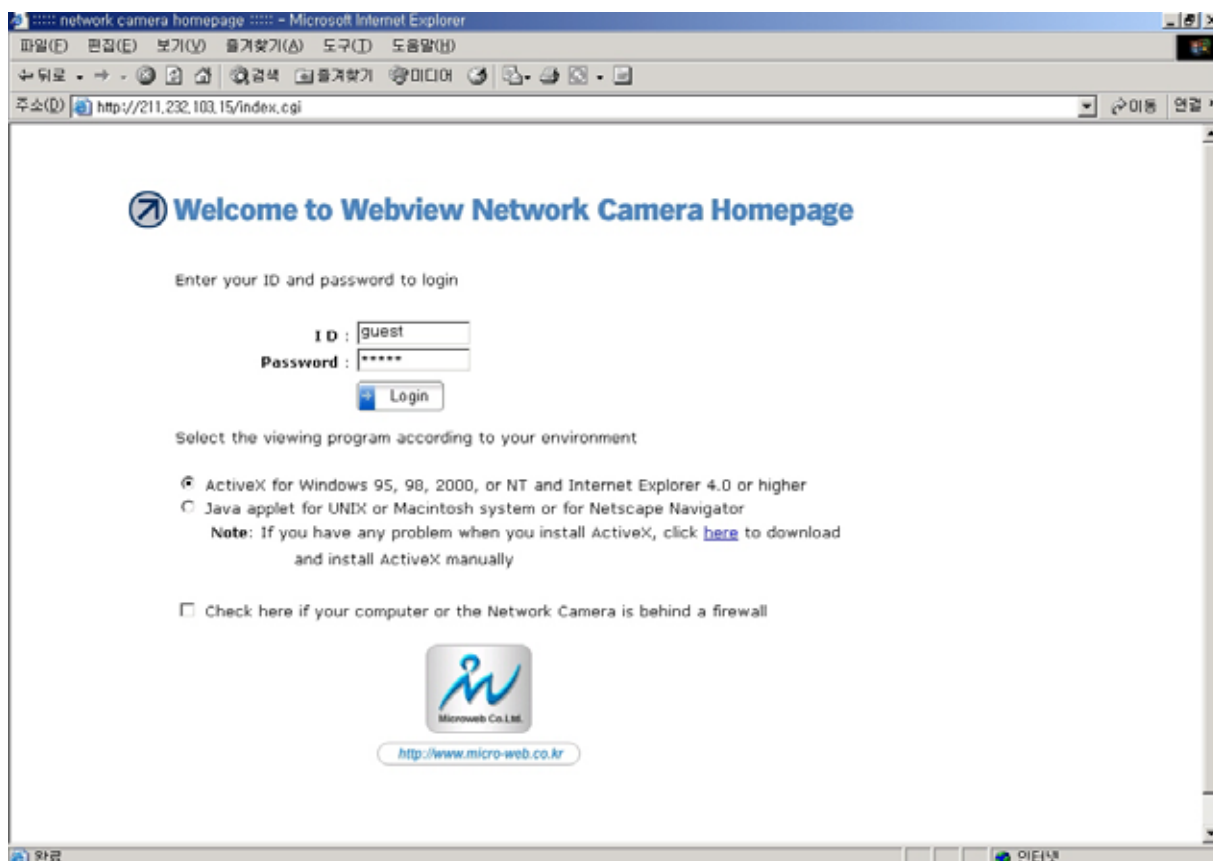 ::::: network camera homepage ::::: - Microsoft Internet Explorer
파일(F) 편집(E) 보기(V) 즐겨찾기(A) 도구(T) 도움말(H)
뒤로 검색 즐겨찾기 미디어
주소(D) http://211,232,103,15/index.cgi 이동 연결
Welcome to Webview Network Camera Homepage
Enter your ID and password to login
I D : guest
Password : *****
Login
Select the viewing program according to your environment
ActiveX for Windows 95, 98, 2000, or NT and Internet Explorer 4.0 or higher
Java applet for UNIX or Macintosh system or for Netscape Navigator
Note: If you have any problem when you install ActiveX, click here to download
and install ActiveX manually
Check here if your computer or the Network Camera is behind a firewall
Microweb Co.Ltd.
http://www.micro-web.co.kr
완료 인터넷